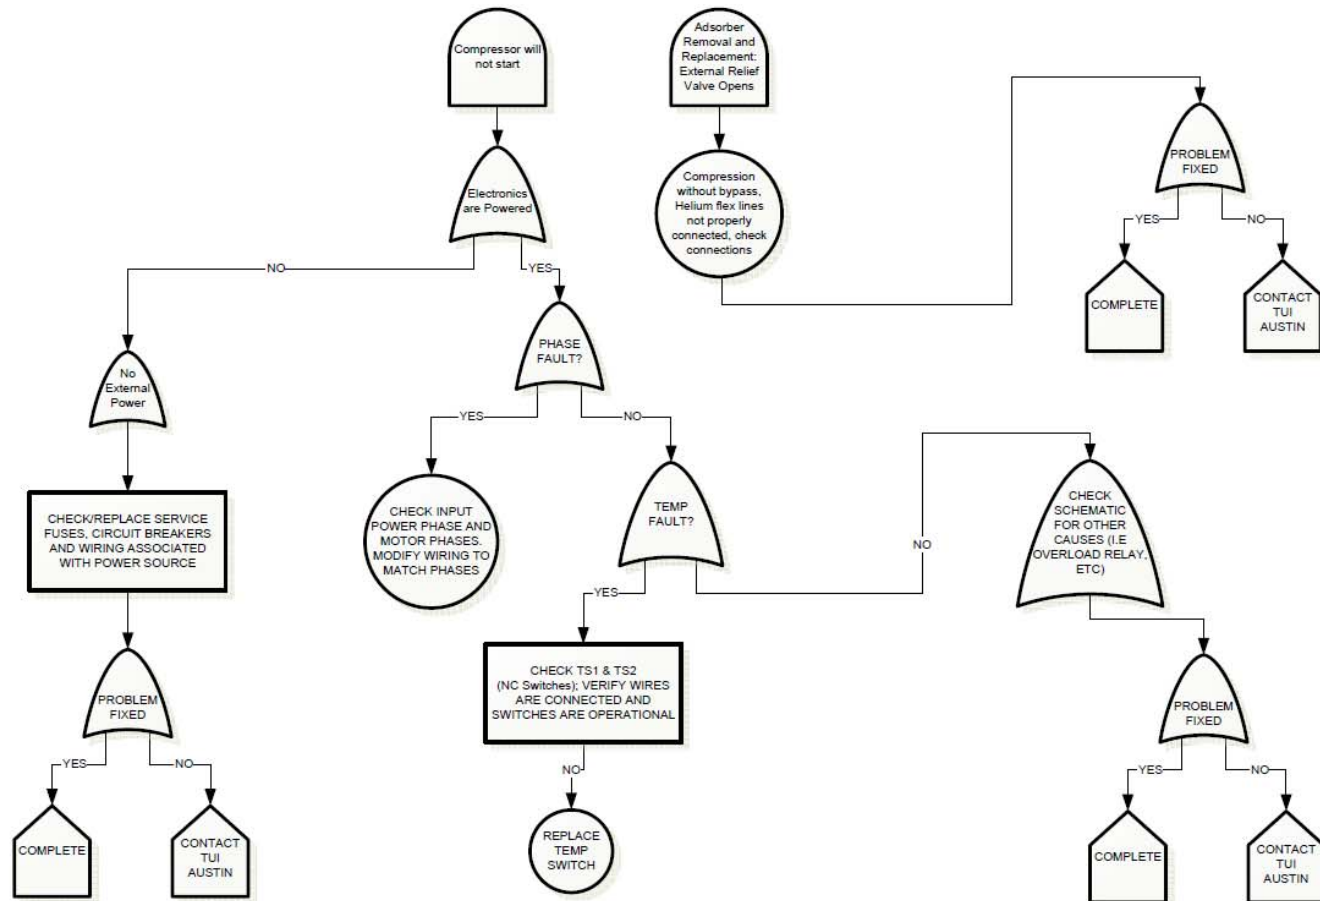 Compressor will
not start
Adsorber
Removal and
Replacement:
External Relief
Valve Opens
PROBLEM
FIXED
Electronics
are Powered
Compression
without bypass,
Helium flex lines
not properly
connected, check
connections
YES
NO
NO
YES
COMPLETE
CONTACT
TUI
AUSTIN
PHASE
FAULT?
No
External
Power
YES
NO
CHECK INPUT
POWER PHASE AND
MOTOR PHASES.
MODIFY WIRING TO
MATCH PHASES
TEMP
FAULT?
CHECK
SCHEMATIC
FOR OTHER
CAUSES (I.E
OVERLOAD RELAY,
ETC)
CHECK/REPLACE SERVICE
FUSES, CIRCUIT BREAKERS
AND WIRING ASSOCIATED
WITH POWER SOURCE
NO
YES
CHECK TS1 & TS2
(NC Switches); VERIFY WIRES
ARE CONNECTED AND
SWITCHES ARE OPERATIONAL
PROBLEM
FIXED
PROBLEM
FIXED
YES
NO
NO
YES
NO
COMPLETE
CONTACT
TUI
AUSTIN
REPLACE
TEMP
SWITCH
COMPLETE
CONTACT
TUI
AUSTIN